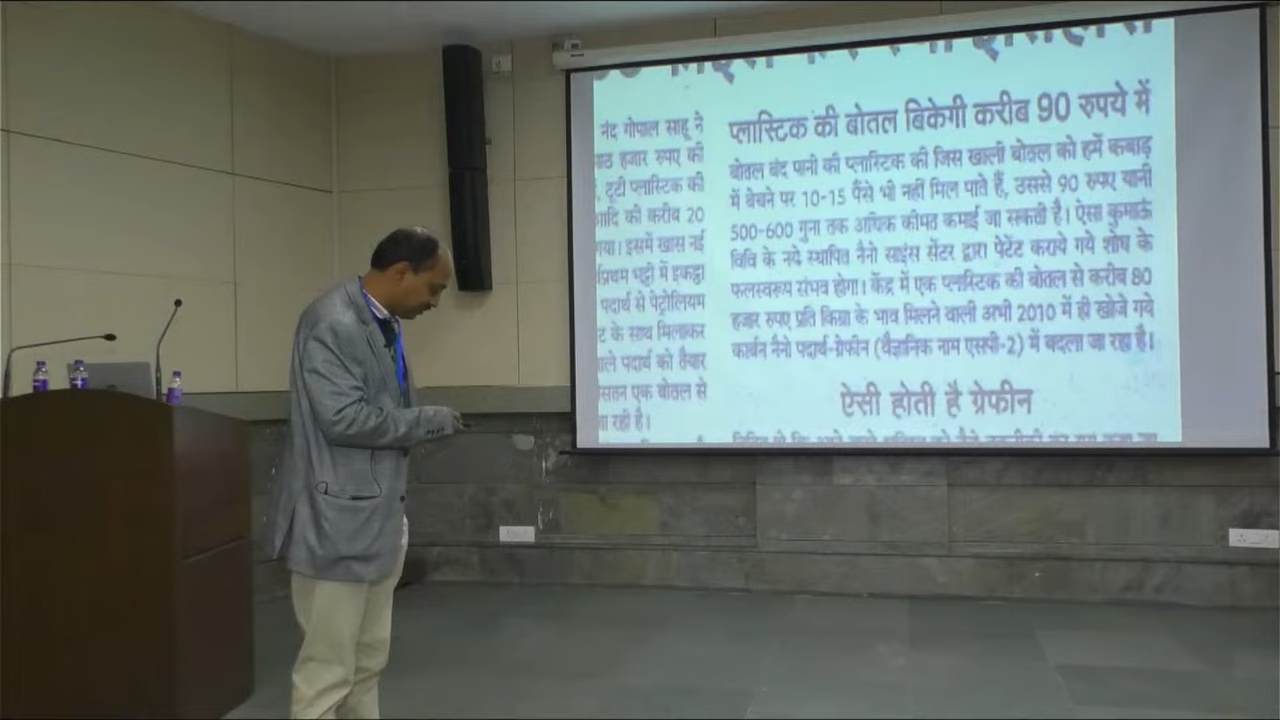 नंद गोपाल साहू ने
हजार रुपए की
टूटी प्लास्टिक की
आदि की करीब 20
गया। इसमें खास नई
भट्टी में इकट्ठा
पदार्थ से पेट्रोलियम
के साथ मिलाकर
पदार्थ को तैयार
एक बोतल से
रही है।
प्लास्टिक की बोतल बिकेगी करीब 90 रुपये में
बोतल बंद पानी की प्लास्टिक की जिस खाली बोतल को हमें कबाड़
में बेचने पर 10-15 पैसे भी नहीं मिल पाते हैं, उससे 90 रुपए यानी
500-600 गुना तक अधिक कीमत कमाई जा सकती है। ऐसा कुमाऊं
विवि के नये स्थापित नैनो साइंस सेंटर द्वारा पेटेंट कराये गये शोध के
फलस्वरूप संभव होगा। केंद्र में एक प्लास्टिक की बोतल से करीब 80
हजार रुपए प्रति किग्रा के भाव मिलने वाली अभी 2010 में ही खोजे गये
कार्बन नैनो पदार्थ-ग्रेफीन (वैज्ञानिक नाम एसपी-2) में बदला जा रहा है।
ऐसी होती है ग्रेफीन